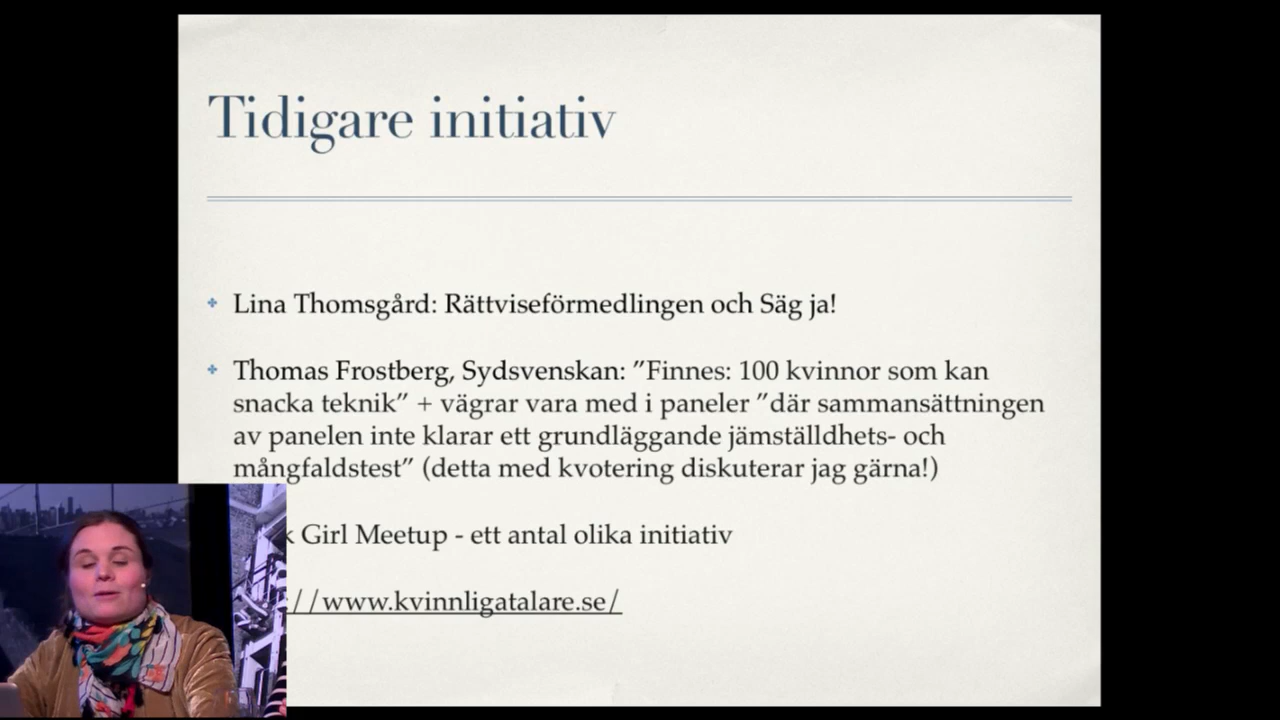 Tidigare initiativ
Lina Thomsgård: Rättviseförmedlingen och Säg ja!
Thomas Frostberg, Sydsvenskan: ”Finnes: 100 kvinnor som kan
snacka teknik” + vägrar vara med i paneler ”där sammansättningen
av panelen inte klarar ett grundläggande jämställdhets- och
mångfaldstest” (detta med kvotering diskuterar jag gärna!)
Girl Meetup - ett antal olika initiativ
//www.kvinnligatalare.se/